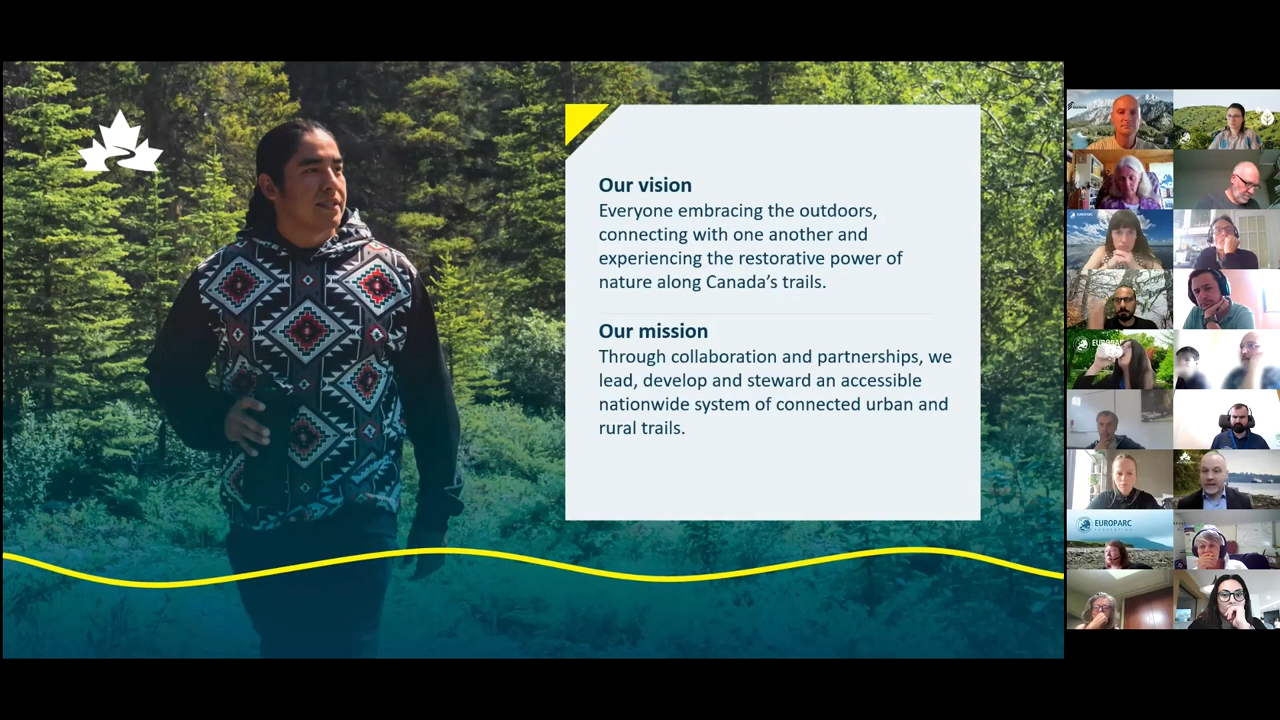 Our vision
Everyone embracing the outdoors,
connecting with one another and
experiencing the restorative power of
nature along Canada's trails.
Our mission
Through collaboration and partnerships, we
lead, develop and steward an accessible
nationwide system of connected urban and
rural trails.
EUROPARC
EUROPARC